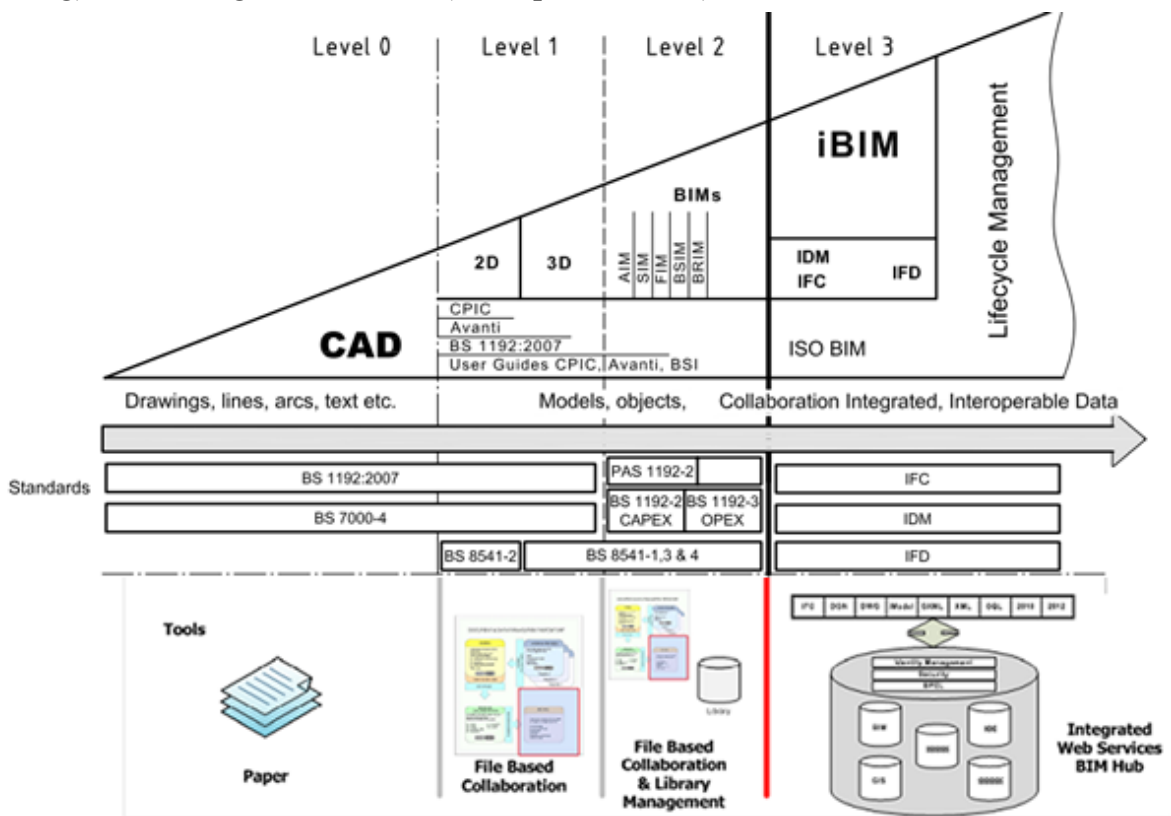 Level 0
Level 1
Level 2
Level 3
iBIM
BIMs
Lifecycle Management
2D
3D
AIM
SIM
FIM
BSIM
BRIM
IDM
IFC
IFD
CPIC
Avanti
BS 1192:2007
User Guides CPIC, Avanti, BSI
CAD
ISO BIM
Drawings, lines, arcs, text etc.
Models, objects,
Collaboration Integrated, Interoperable Data
Standards
BS 1192:2007
PAS 1192-2
IFC
BS 7000-4
BS 1192-2
CAPEX
BS 1192-3
OPEX
IDM
BS 8541-2
BS 8541-1,3 & 4
IFD
Tools
Paper
File Based
Collaboration
Library
File Based
Collaboration
& Library
Management
IFC
DGN
DWG
XML
2010
2012
Security
BIM
GIS
Integrated
Web Services
BIM Hub